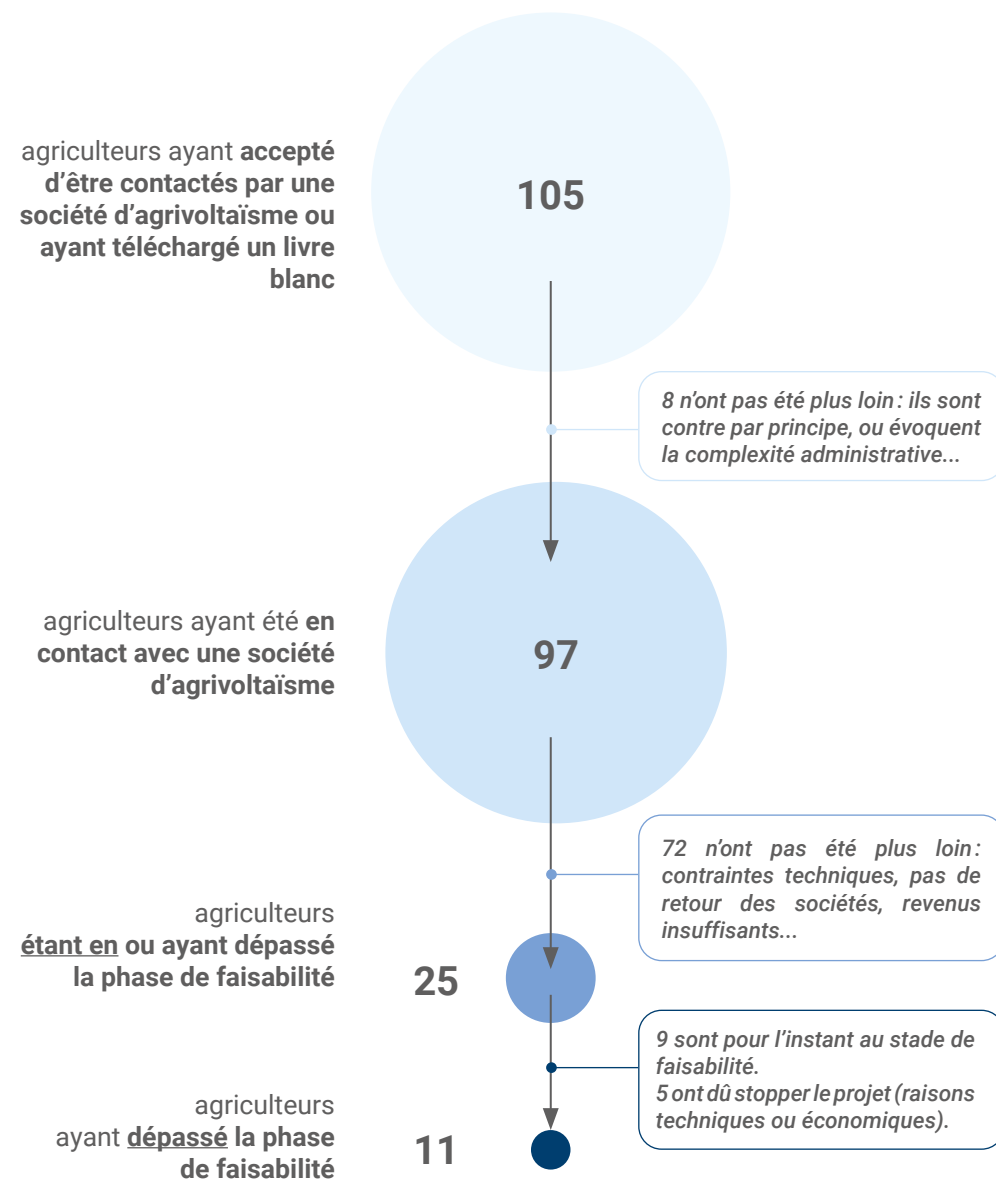 agriculteurs ayant accepté
d'être contactés par une
société d'agrivoltaïsme ou
ayant téléchargé un livre
blanc
105
8 n'ont pas été plus loin : ils sont
contre par principe, ou évoquent
la complexité administrative...
agriculteurs ayant été en
contact avec une société
d'agrivoltaïsme
97
72 n'ont pas été plus loin :
contraintes techniques, pas de
retour des sociétés, revenus
insuffisants...
agriculteurs
étant en ou ayant dépassé
la phase de faisabilité
25
9 sont pour l'instant au stade de
faisabilité.
5 ont dû stopper le projet (raisons
techniques ou économiques).
agriculteurs
ayant dépassé la phase
de faisabilité
11